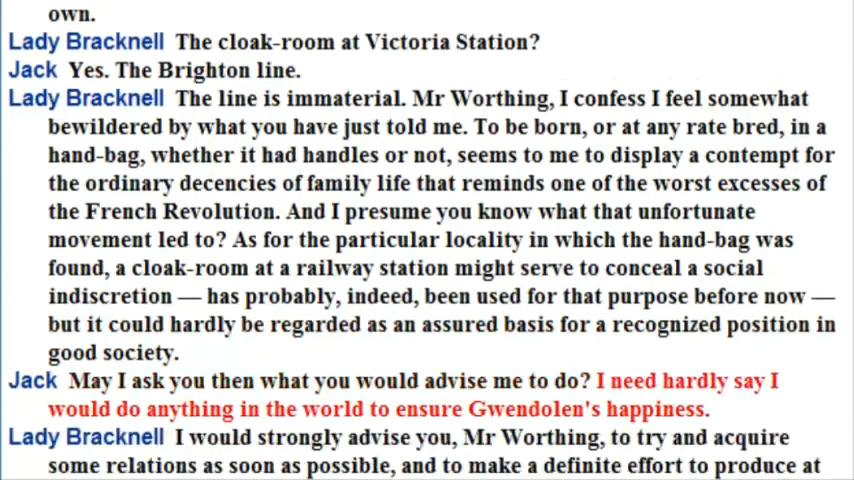 own.
Lady Bracknell The cloak-room at Victoria Station?
Jack Yes. The Brighton line.
Lady Bracknell The line is immaterial. Mr Worthing, I confess I feel somewhat
bewildered by what you have just told me. To be born, or at any rate bred, in a
hand-bag, whether it had handles or not, seems to me to display a contempt for
the ordinary decencies of family life that reminds one of the worst excesses of
the French Revolution. And I presume you know what that unfortunate
movement led to? As for the particular locality in which the hand-bag was
found, a cloak-room at a railway station might serve to conceal a social
indiscretion — has probably, indeed, been used for that purpose before now —
but it could hardly be regarded as an assured basis for a recognized position in
good society.
Jack May I ask you then what you would advise me to do? I need hardly say I
would do anything in the world to ensure Gwendolen's happiness.
Lady Bracknell I would strongly advise you, Mr Worthing, to try and acquire
some relations as soon as possible, and to make a definite effort to produce at